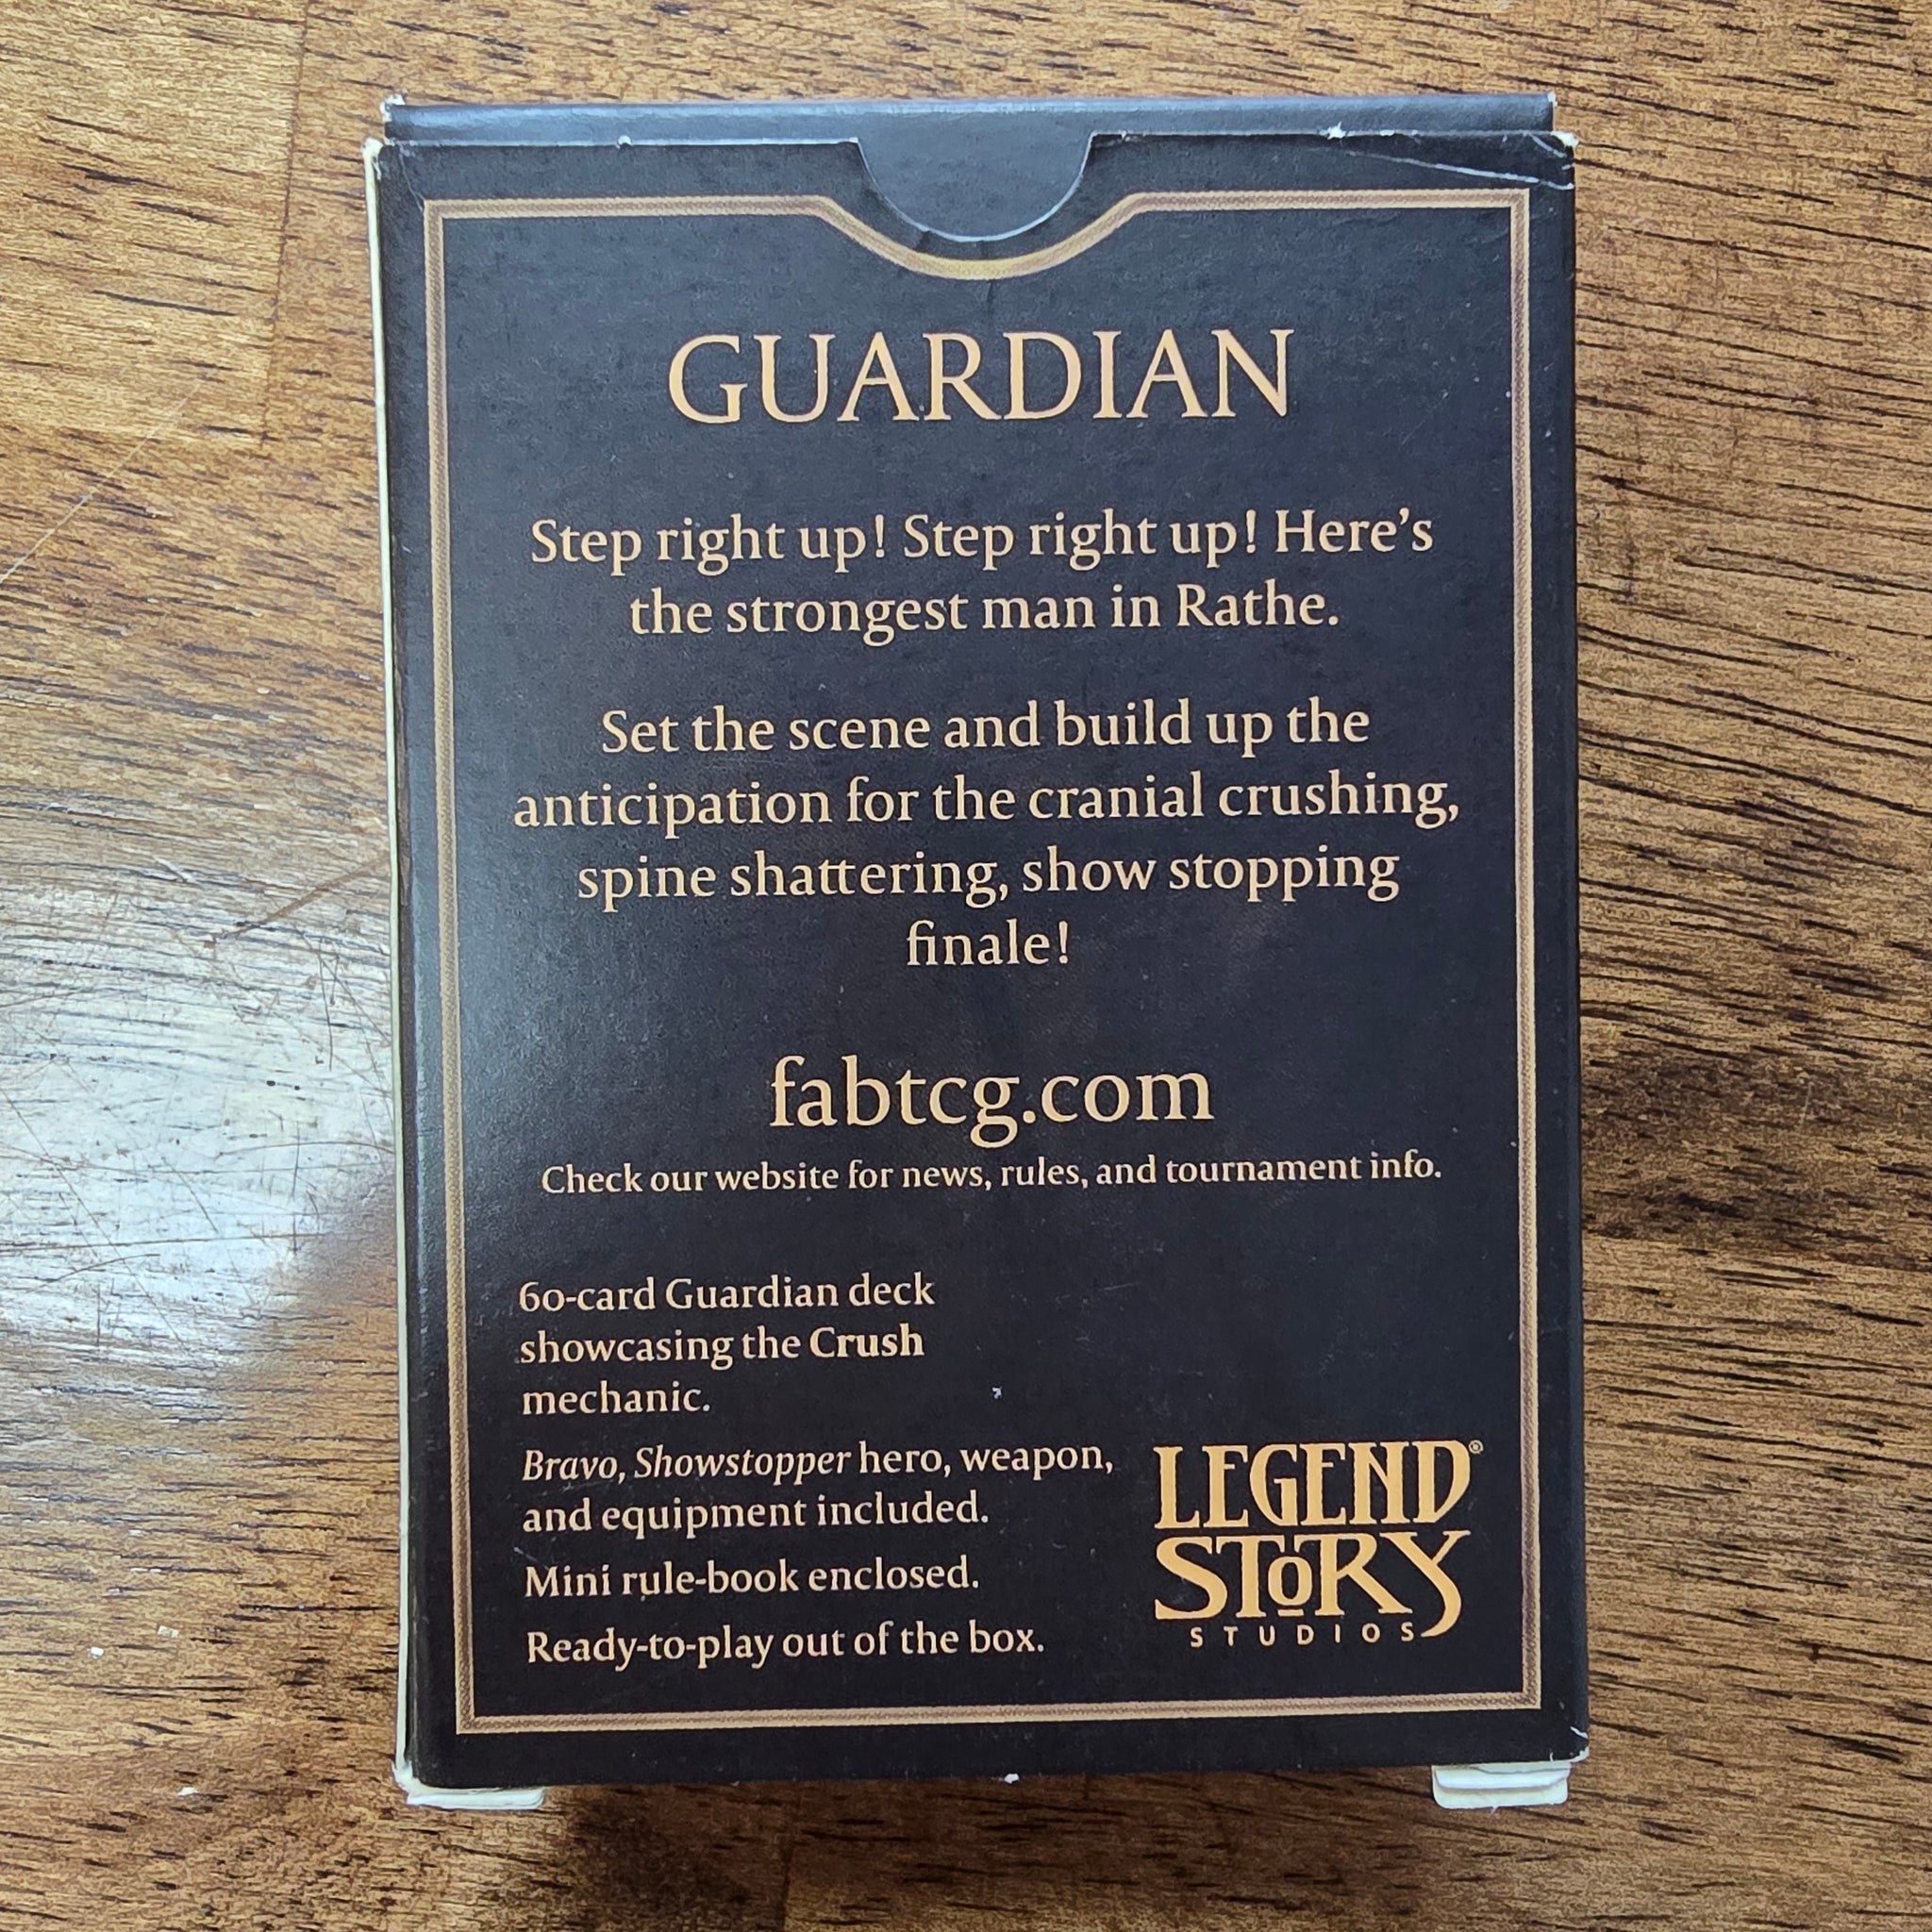 GUARDIAN
Step right up! Step right up! Here's
the strongest man in Rathe.
Set the scene and build up the
anticipation for the cranial crushing,
spine shattering, show stopping
finale!
fabtcg.com
Check our website for news, rules, and tournament info.
60-card Guardian deck
showcasing the Crush
mechanic.
Bravo, Showstopper hero, weapon,
and equipment included.
Mini rule-book enclosed.
Ready-to-play out of the box.
LEGEND®
STORY
STUDIOS